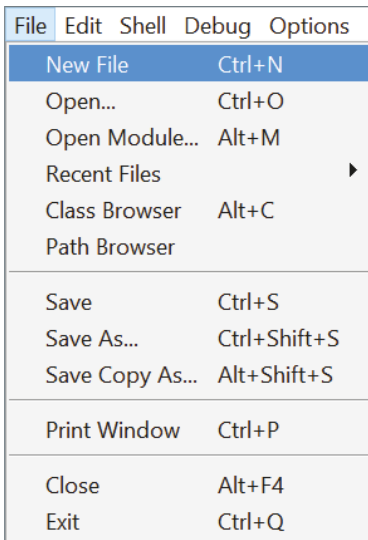 File Edit Shell Debug Options
New File Ctrl+N
Open... Ctrl+O
Open Module... Alt+M
Recent Files
Class Browser Alt+C
Path Browser
Save Ctrl+S
Save As... Ctrl+Shift+S
Save Copy As... Alt+Shift+S
Print Window Ctrl+P
Close Alt+F4
Exit Ctrl+Q